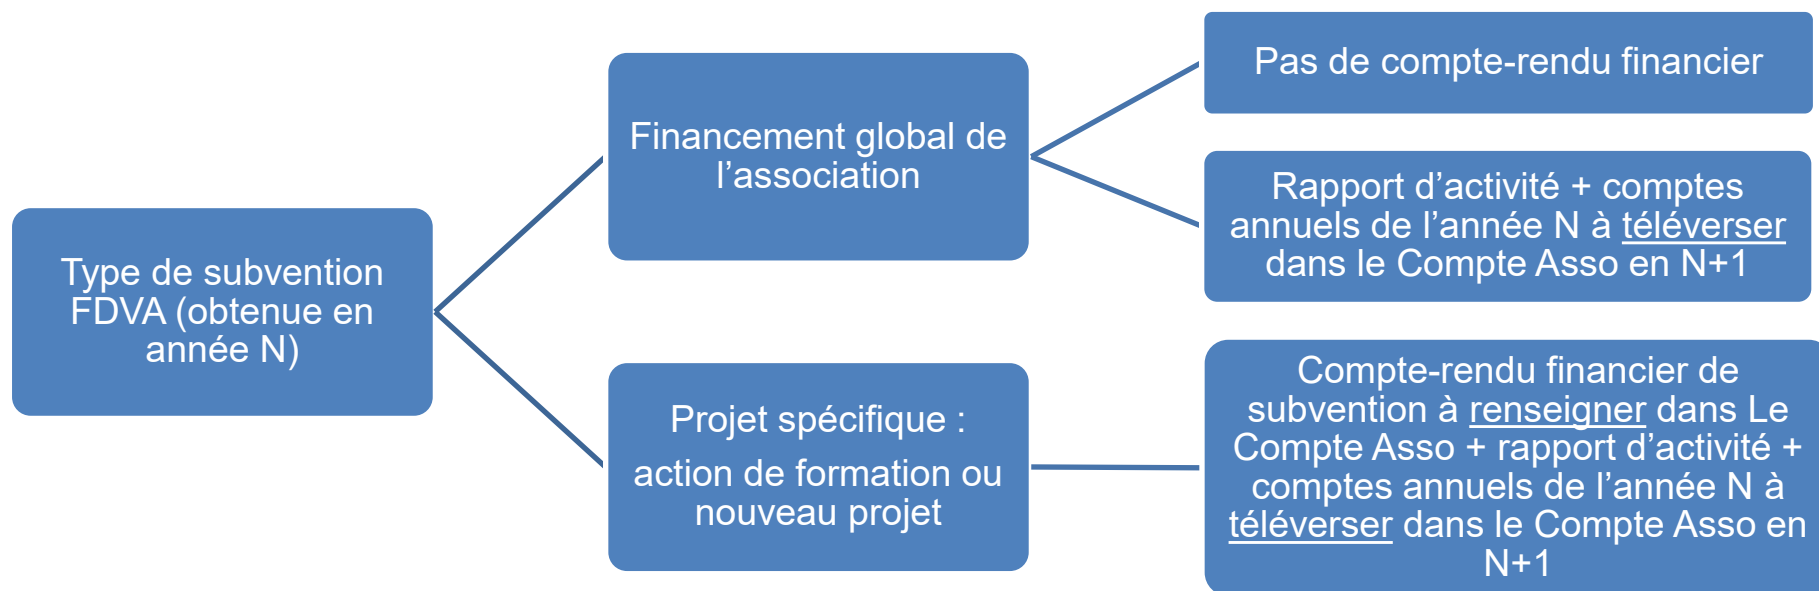 Type de subvention
FDVA (obtenue en
année N)
Financement global de
l’association
Pas de compte-rendu financier
Rapport d’activité + comptes
annuels de l’année N à téléverser
dans le Compte Asso en N+1
Projet spécifique :
action de formation ou
nouveau projet
Compte-rendu financier de
subvention à renseigner dans Le
Compte Asso + rapport d’activité +
comptes annuels de l’année N à
téléverser dans le Compte Asso en
N+1